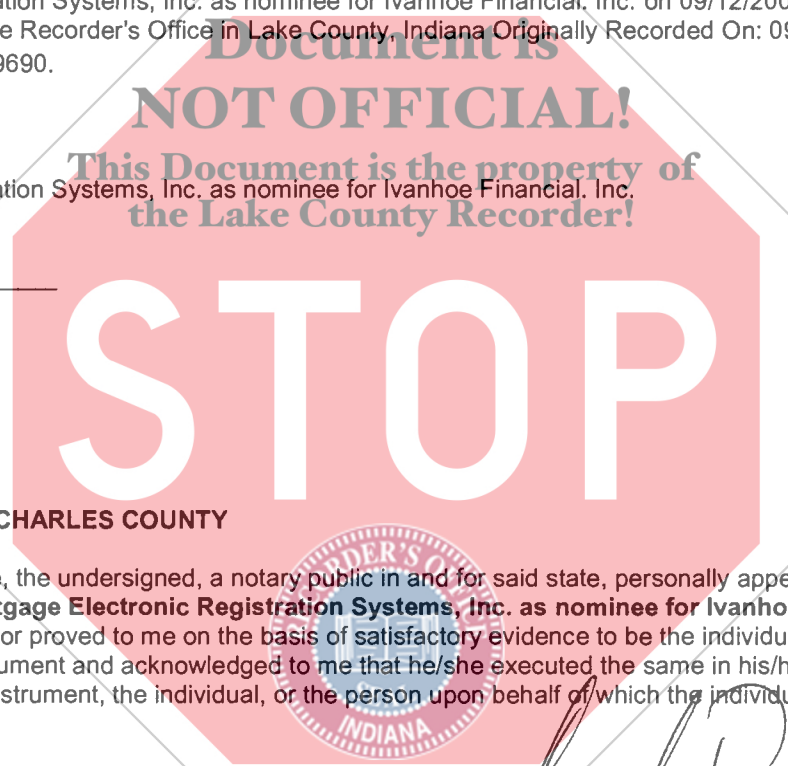 ation Systems, Inc. as nominee for Ivanhoe Financial. Inc. on 09/12/200
e Recorder's Office in Lake County, Indiana Originally Recorded On: 09
9690.
Document is
NOT OFFICIAL!
This Document is the property of
the Lake County Recorder!
ation Systems, Inc. as nominee for Ivanhoe Financial. Inc.
STOP
CHARLES COUNTY
e, the undersigned, a notary public in and for said state, personally appe
tgage Electronic Registration Systems, Inc. as nominee for Ivanho
or proved to me on the basis of satisfactory evidence to be the individu
ument and acknowledged to me that he/she executed the same in his/h
strument, the individual, or the person upon behalf of which the individu
RECORDER'S OFFICE
INDIANA